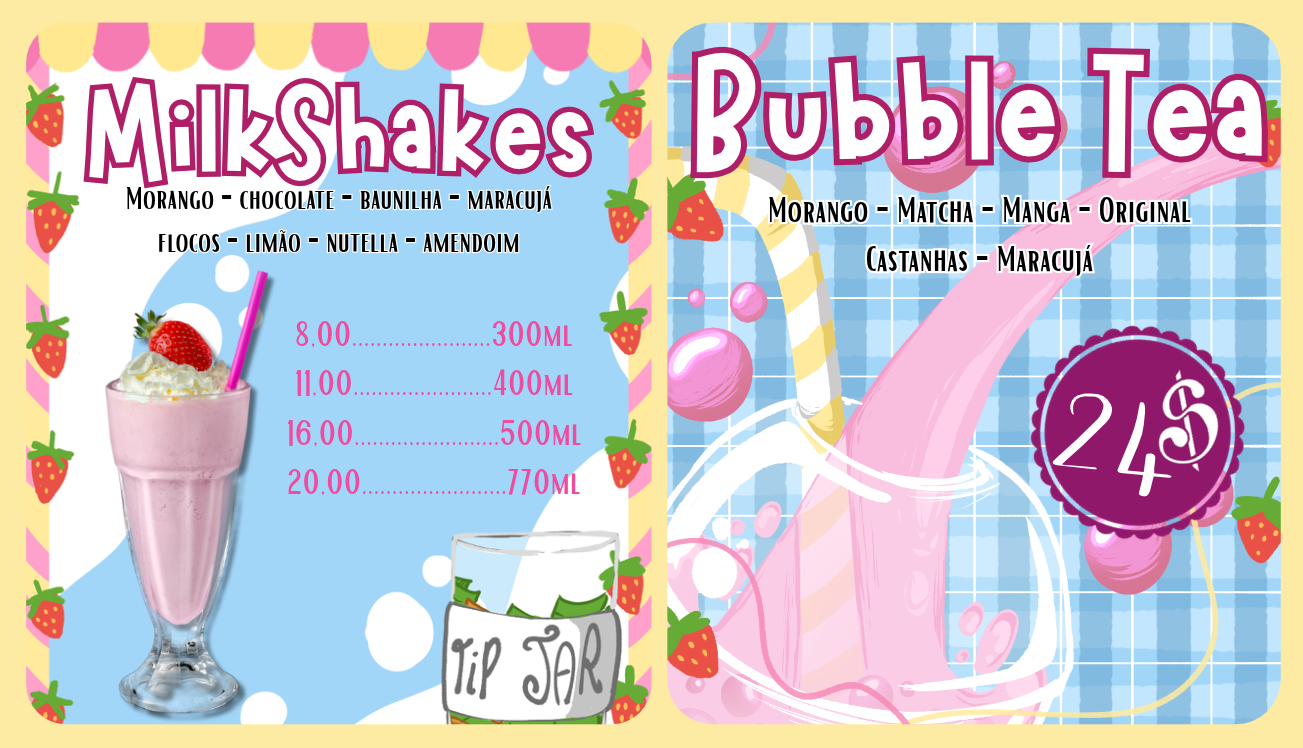 MilkShakes
Morango - chocolate - baunilha - maracujá
flocos - limão - nutella - amendoim
8,00........................300ml
11,00.......................400ml
16,00........................500ml
20,00........................770ml
TiP JAR
Bubble Tea
Morango - Matcha - Manga - Original
Castanhas - Maracujá
24$